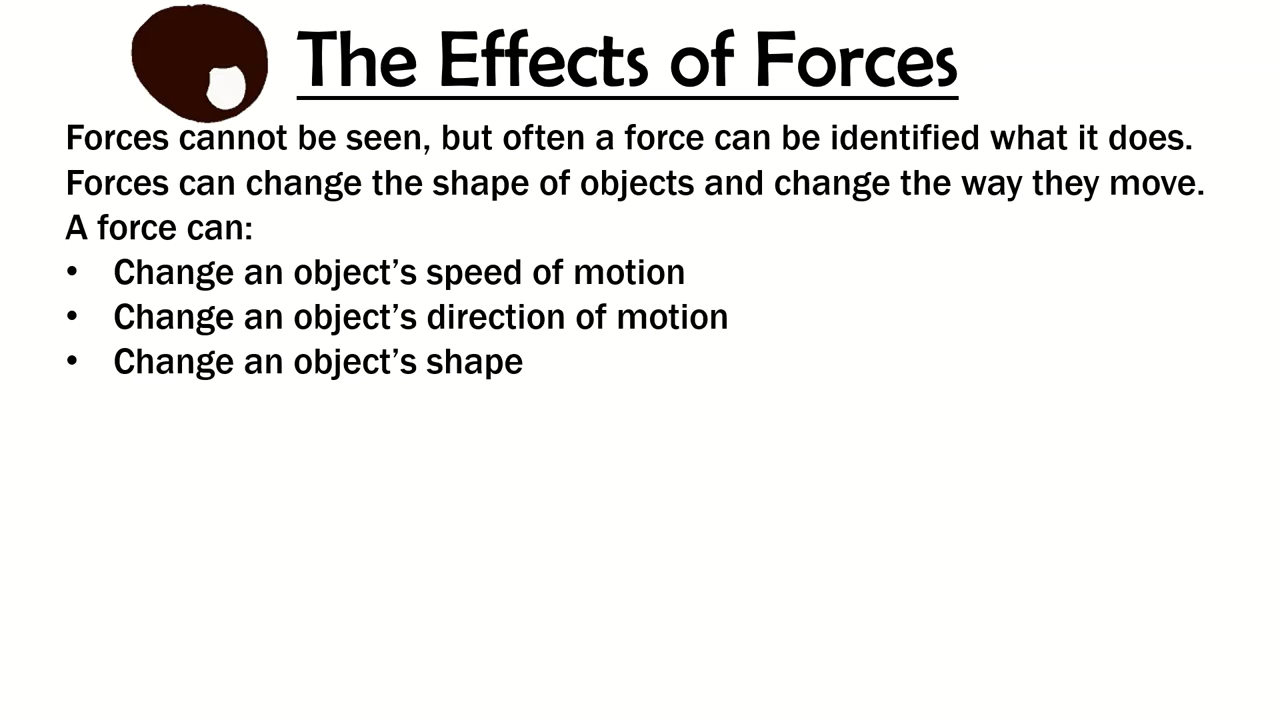 The Effects of Forces
Forces cannot be seen, but often a force can be identified what it does.
Forces can change the shape of objects and change the way they move.
A force can:
• Change an object’s speed of motion
• Change an object’s direction of motion
• Change an object’s shape